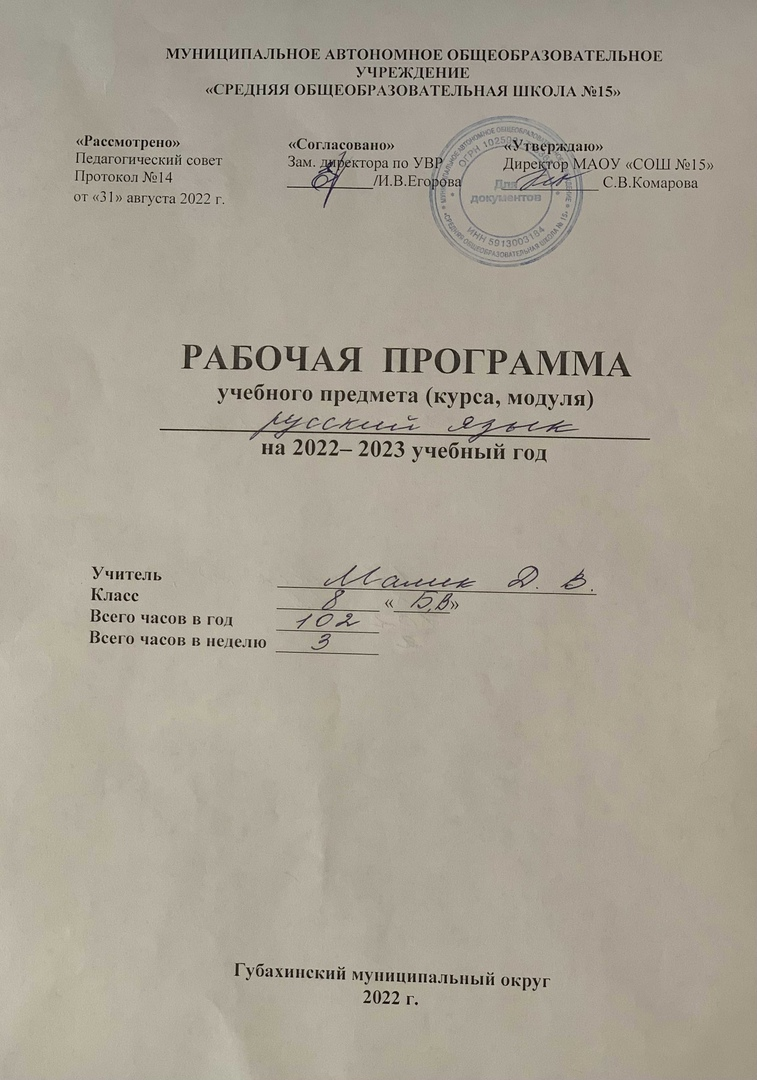 МУНИЦИПАЛЬНОЕ АВТОНОМНОЕ ОБЩЕОБРАЗОВАТЕЛЬНОЕ
УЧРЕЖДЕНИЕ
«СРЕДНЯЯ ОБЩЕОБРАЗОВАТЕЛЬНАЯ ШКОЛА №15»
«Рассмотрено»
Педагогический совет
Протокол №14
от «31» августа 2022 г.
«Согласовано»
Зам. директора по УВР
/И.В.Егорова
«Утверждаю»
Директор МАОУ «СОШ №15»
С.В.Комарова
Для
документов
ИНН 5913003184
РАБОЧАЯ ПРОГРАММА
учебного предмета (курса, модуля)
русский язык
на 2022– 2023 учебный год
Учитель Малик Д. В.
Класс 8 « Б,В»
Всего часов в год 102
Всего часов в неделю 3
Губахинский муниципальный округ
2022 г.